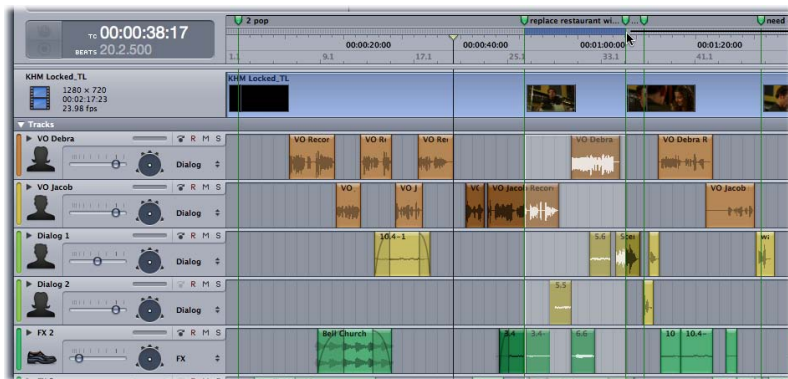 2 pop
replace restaurant wi...
...
need
TC 00:00:38:17
BEATS 20.2.500
00:00:20:00
00:00:40:00
00:01:00:00
00:01:20:00
1.1
9.1
17.1
25.1
33.1
41.1
KHM Locked_TL
KHM Locked_TL
1280 × 720
00:02:17:23
23.98 fps
Tracks
VO Debra
R M S
Dialog
VO Recor
VO R
VO Re
VO Debra
VO Debra R
VO Jacob
R M S
Dialog
VO
VO J
VO Jacob Recor
VO Jacob
Dialog 1
R M S
Dialog
10.4-1
5.6
Dialog 2
R M S
Dialog
5.5
FX 2
R M S
FX
Bell Church
3.4
3.4-
6.6
10
10.4-